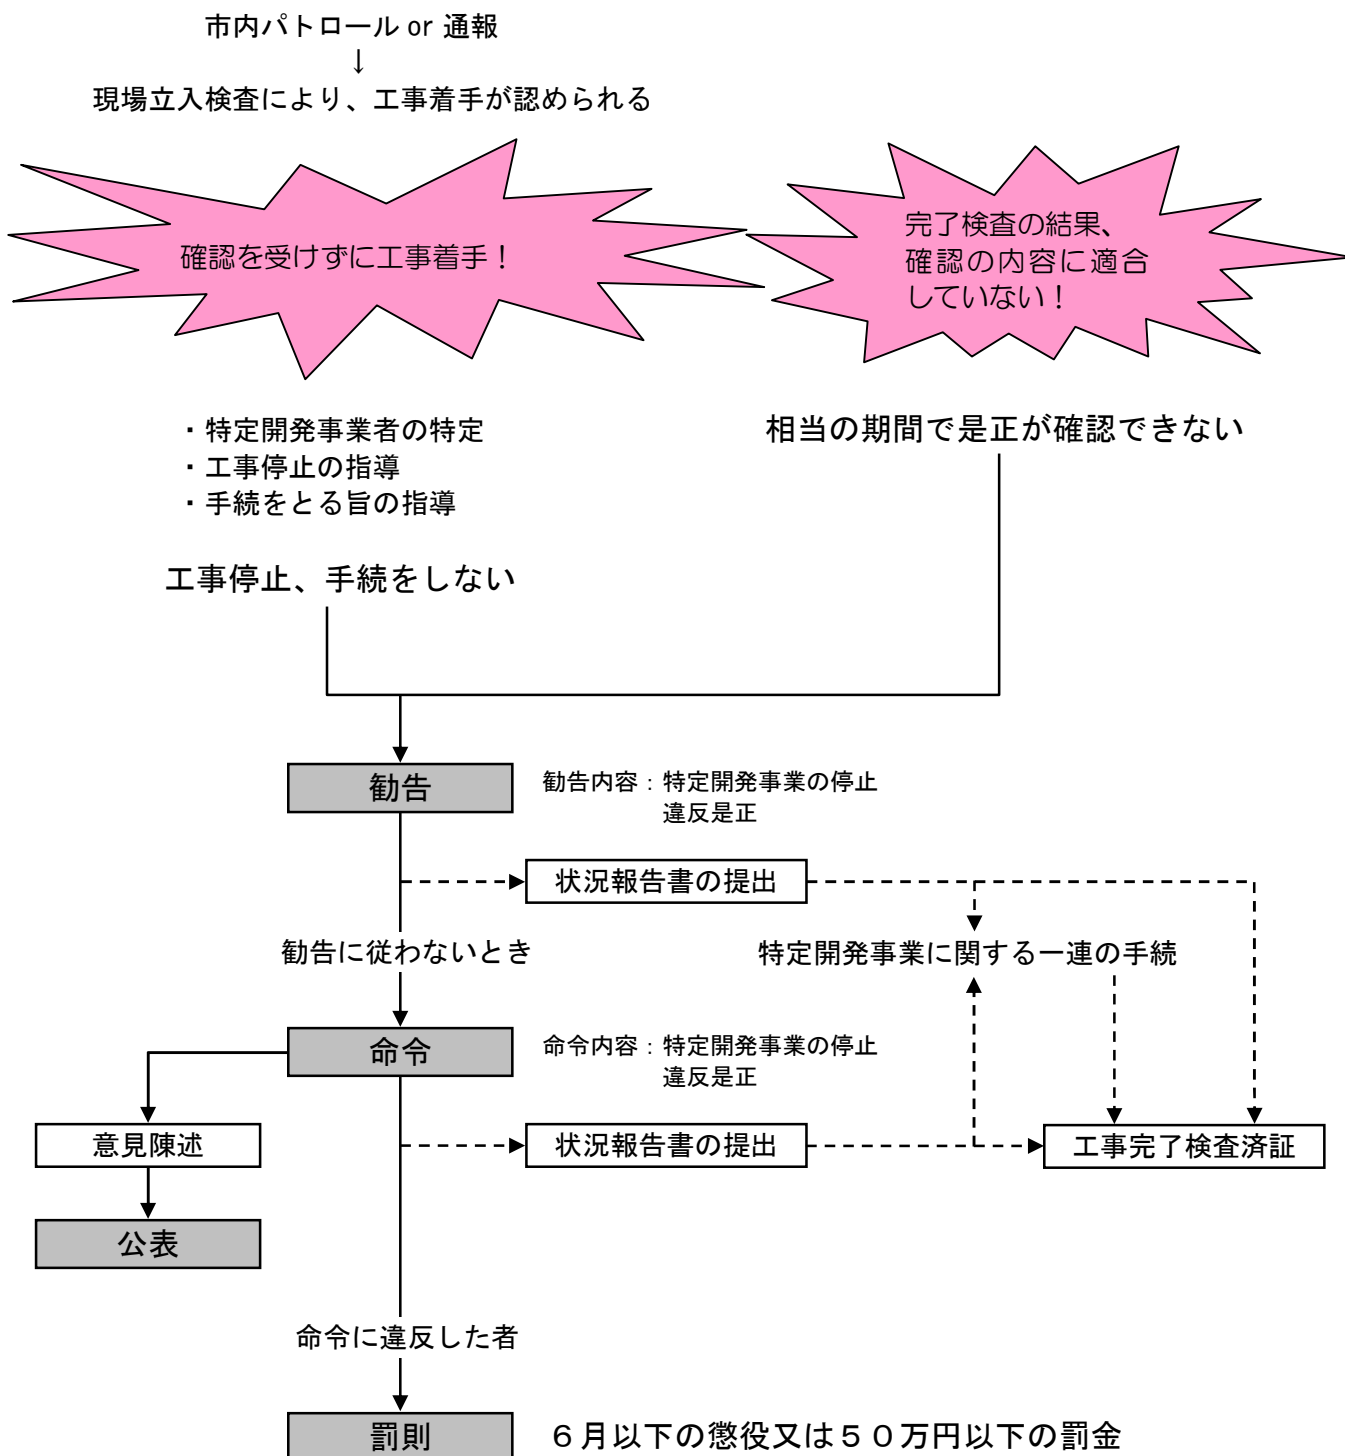 市内パトロール or 通報
↓
現場立入検査により、工事着手が認められる
確認を受けずに工事着手！
完了検査の結果、
確認の内容に適合
していない！
・特定開発事業者の特定
・工事停止の指導
・手続をとる旨の指導
相当の期間で是正が確認できない
工事停止、手続をしない
勧告
勧告内容：特定開発事業の停止
違反是正
状況報告書の提出
勧告に従わないとき
特定開発事業に関する一連の手続
命令
命令内容：特定開発事業の停止
違反是正
意見陳述
状況報告書の提出
工事完了検査済証
公表
命令に違反した者
罰則
６月以下の懲役又は５０万円以下の罰金